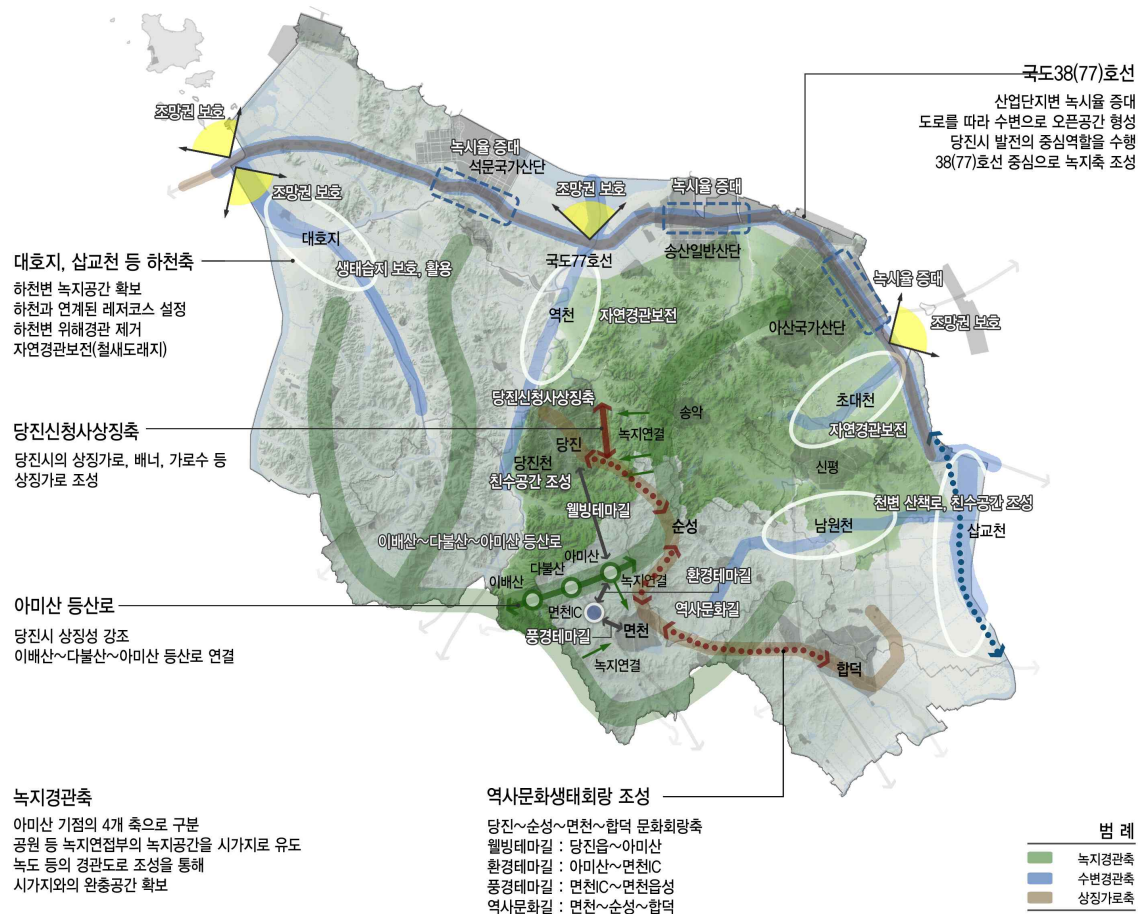 국도38(77)호선
산업단지변 녹시율 증대
도로를 따라 수변으로 오픈공간 형성
당진시 발전의 중심역할을 수행
38(77)호선 중심으로 녹지축 조성
조망권 보호
녹시율 증대
석문국가산단
조망권 보호
녹시율 증대
조망권 보호
대호지
송산일반산단
국도77호선
생태습지 보호, 활용
녹시율 증대
대호지, 삽교천 등 하천축
하천변 녹지공간 확보
하천과 연계된 레저코스 설정
하천변 위해경관 제거
자연경관보전(철새도래지)
역천
자연경관보전
아산국가산단
조망권 보호
당진신청사상징축
초대천
송악
자연경관보전
녹지연결
당진신청사상징축
당진시의 상징가로, 배너, 가로수 등
상징가로 조성
당진
당진천
친수공간 조성
신평
웰빙테마길
순성
남원천
천변 산책로, 친수공간 조성
삽교천
이배산~다불산~아미산 등산로
아미산
다불산
이배산
녹지연결
환경테마길
면천IC
역사문화길
풍경테마길
면천
녹지연결
합덕
아미산 등산로
당진시 상징성 강조
이배산~다불산~아미산 등산로 연결
녹지경관축
아미산 기점의 4개 축으로 구분
공원 등 녹지연접부의 녹지공간을 시가지로 유도
녹도 등의 경관도로 조성을 통해
시가지와의 완충공간 확보
역사문화생태회랑 조성
당진~순성~면천~합덕 문화회랑축
웰빙테마길 : 당진읍~아미산
환경테마길 : 아미산~면천IC
풍경테마길 : 면천IC~면천읍성
역사문화길 : 면천~순성~합덕
범 례
녹지경관축
수변경관축
상징가로축